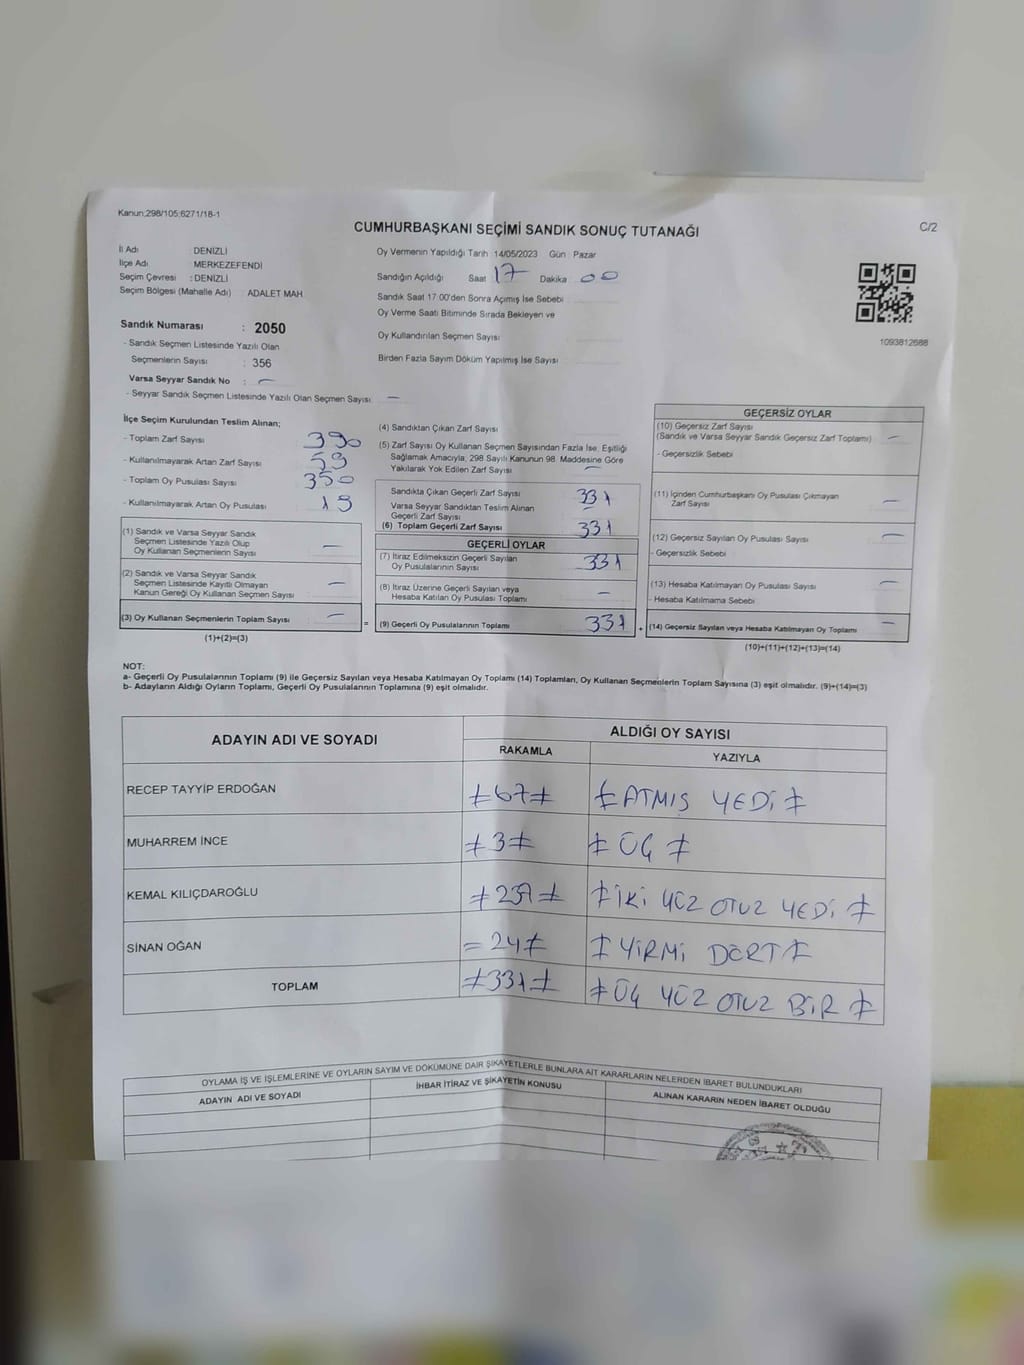 Kanun;298/105;6271/18-1
CUMHURBAŞKANI SEÇİMİ SANDIK SONUÇ TUTANAĞI
C/2
İl Adı : DENİZLİ
İlçe Adı : MERKEZEFENDİ
Seçim Çevresi : DENİZLİ
Seçim Bölgesi (Mahalle Adı) : ADALET MAH.
Oy Vermenin Yapıldığı Tarih : 14/05/2023 Gün : Pazar
Sandığın Açıldığı Saat 17 Dakika 00
Sandık Saat 17:00'den Sonra Açımış İse Sebebi
Oy Verme Saati Bitiminde Sırada Bekleyen ve
Oy Kullandırılan Seçmen Sayısı
Birden Fazla Sayım Döküm Yapılmış İse Sayısı
1093812688
Sandık Numarası : 2050
- Sandık Seçmen Listesinde Yazılı Olan
Seçmenlerin Sayısı : 356
Varsa Seyyar Sandık No : —
- Seyyar Sandık Seçmen Listesinde Yazılı Olan Seçmen Sayısı: —
İlçe Seçim Kurulundan Teslim Alınan;
- Toplam Zarf Sayısı 390
- Kullanılmayarak Artan Zarf Sayısı 59
- Toplam Oy Pusulası Sayısı 350
- Kullanılmayarak Artan Oy Pusulası 19
(1) Sandık ve Varsa Seyyar Sandık
Seçmen Listesinde Yazılı Olup
Oy Kullanan Seçmenlerin Sayısı —
(2) Sandık ve Varsa Seyyar Sandık
Seçmen Listesinde Kayıtlı Olmayan
Kanun Gereği Oy Kullanan Seçmen Sayısı —
(3) Oy Kullanan Seçmenlerin Toplam Sayısı —
(1)+(2)=(3)
(4) Sandıktan Çıkan Zarf Sayısı
(5) Zarf Sayısı Oy Kullanan Seçmen Sayısından Fazla İse, Eşitliği
Sağlamak Amacıyla, 298 Sayılı Kanunun 98. Maddesine Göre
Yakılarak Yok Edilen Zarf Sayısı —
Sandıkta Çıkan Geçerli Zarf Sayısı 331
Varsa Seyyar Sandıktan Teslim Alınan
Geçerli Zarf Sayısı —
(6) Toplam Geçerli Zarf Sayısı 331
GEÇERLİ OYLAR
(7) İtiraz Edilmeksizin Geçerli Sayılan
Oy Pusulalarının Sayısı 331
(8) İtiraz Üzerine Geçerli Sayılan veya
Hesaba Katılan Oy Pusulası Toplamı —
= (9) Geçerli Oy Pusulalarının Toplamı 331 +
GEÇERSİZ OYLAR
(10) Geçersiz Zarf Sayısı
(Sandık ve Varsa Seyyar Sandık Geçersiz Zarf Toplamı) —
- Geçersizlik Sebebi
(11) İçinden Cumhurbaşkanı Oy Pusulası Çıkmayan
Zarf Sayısı —
(12) Geçersiz Sayılan Oy Pusulası Sayısı —
- Geçersizlik Sebebi
(13) Hesaba Katılmayan Oy Pusulası Sayısı —
- Hesaba Katılmama Sebebi
(14) Geçersiz Sayılan veya Hesaba Katılmayan Oy Toplamı —
(10)+(11)+(12)+(13)=(14)
NOT:
a- Geçerli Oy Pusulalarının Toplamı (9) ile Geçersiz Sayılan veya Hesaba Katılmayan Oy Toplamı (14) Toplamları, Oy Kullanan Seçmenlerin Toplam Sayısına (3) eşit olmalıdır. (9)+(14)=(3)
b- Adayların Aldığı Oyların Toplamı, Geçerli Oy Pusulalarının Toplamına (9) eşit olmalıdır.
ADAYIN ADI VE SOYADI
ALDIĞI OY SAYISI
RAKAMLA YAZIYLA
RECEP TAYYİP ERDOĞAN ≠67≠ ≠ATMIŞ YEDİ≠
MUHARREM İNCE ≠3≠ ≠ÜÇ≠
KEMAL KILIÇDAROĞLU ≠237≠ ≠İKİ YÜZ OTUZ YEDİ≠
SİNAN OĞAN =24≠ ≠YİRMİ DÖRT≠
TOPLAM ≠331≠ ≠ÜÇ YÜZ OTUZ BİR≠
OYLAMA İŞ VE İŞLEMLERİNE VE OYLARIN SAYIM VE DÖKÜMÜNE DAİR ŞİKAYETLERLE BUNLARA AİT KARARLARIN NELERDEN İBARET BULUNDUKLARI
ADAYIN ADI VE SOYADI İHBAR İTİRAZ VE ŞİKAYETİN KONUSU ALINAN KARARIN NEDEN İBARET OLDUĞU